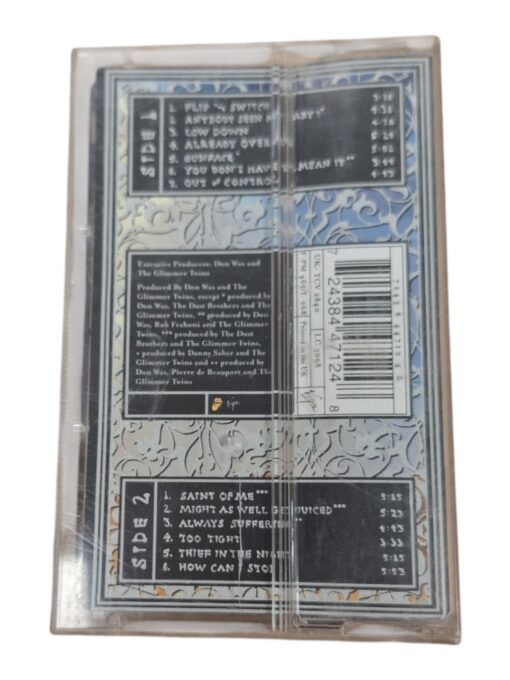 SIDE 1
1. FLIP THE SWITCH
2. ANYBODY SEEN MY BABY? +
3. LOW DOWN
4. ALREADY OVER
5. GUNFACE +
6. YOU DON'T HAVE TO MEAN IT **
7. OUT OF CONTROL
4:38
5:01
3:44
4:43
Executive Producers: Don Was and
The Glimmer Twins
Produced By Don Was and The
Glimmer Twins, except * produced by
Don Was, The Dust Brothers and The
Glimmer Twins, ** produced by Don
Was, Rob Fraboni and The Glimmer
Twins, *** produced by The Dust
Brothers and The Glimmer Twins,
+ produced by Danny Saber and The
Glimmer Twins and ++ produced by
Don Was, Pierre de Beauport and The
Glimmer Twins
Virgin
UK: TCV 2840
LC 3098
Printed in the UK
Virgin
7 24384 47124 8
SIDE 2
1. SAINT OF ME *** 5:15
2. MIGHT AS WELL GET JUICED *** 5:23
3. ALWAYS SUFFERING ** 4:43
4. TOO TIGHT 3:33
5. THIEF IN THE NIGHT 5:15
6. HOW CAN I STOP 5:53